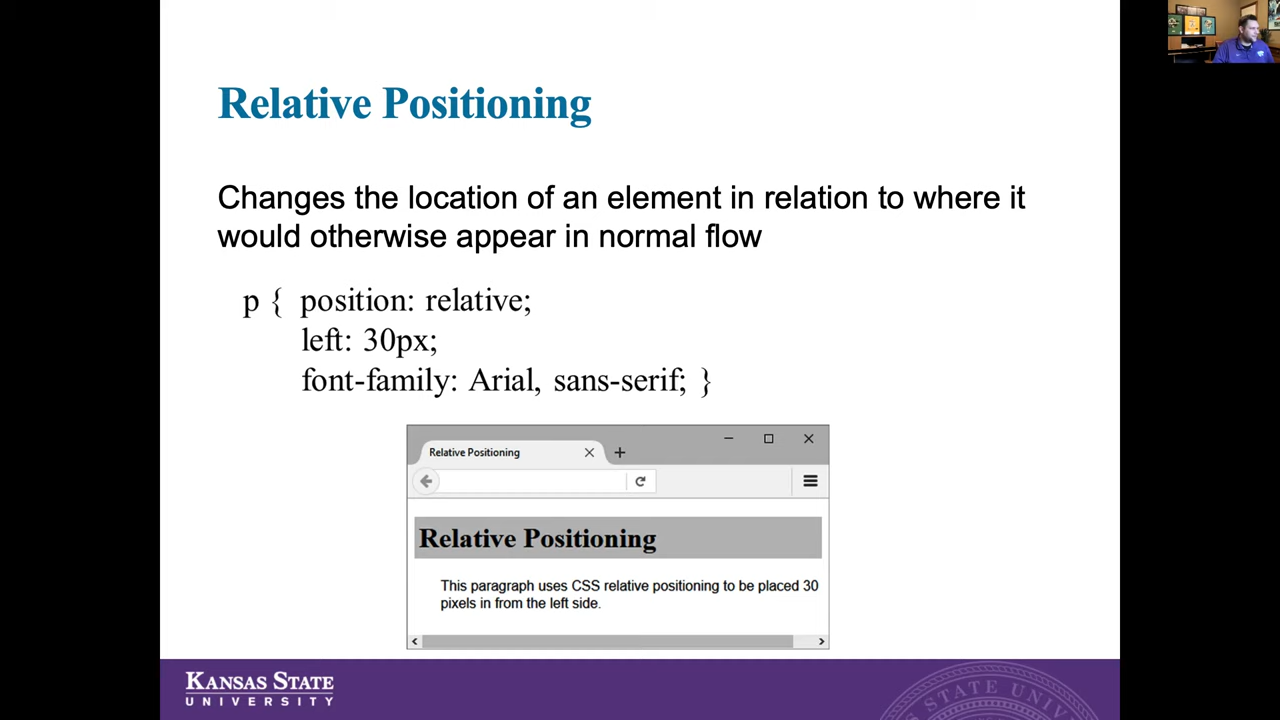 Relative Positioning
Changes the location of an element in relation to where it
would otherwise appear in normal flow
p { position: relative;
left: 30px;
font-family: Arial, sans-serif; }
Relative Positioning
Relative Positioning
This paragraph uses CSS relative positioning to be placed 30
pixels in from the left side.
KANSAS STATE
UNIVERSITY
STATE UNIV